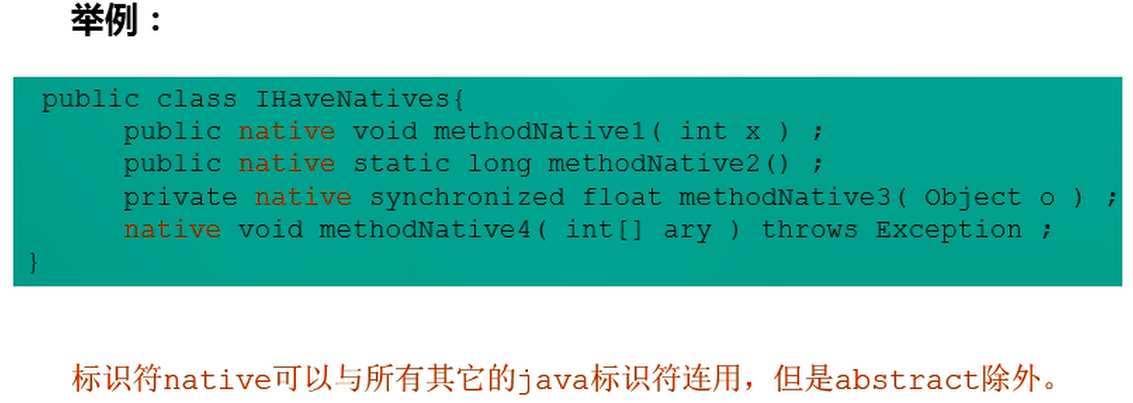 举例：
public class IHaveNatives{
public native void methodNative1( int x ) ;
public native static long methodNative2() ;
private native synchronized float methodNative3( Object o ) ;
native void methodNative4( int[] ary ) throws Exception ;
}
标识符native可以与所有其它的java标识符连用，但是abstract除外。